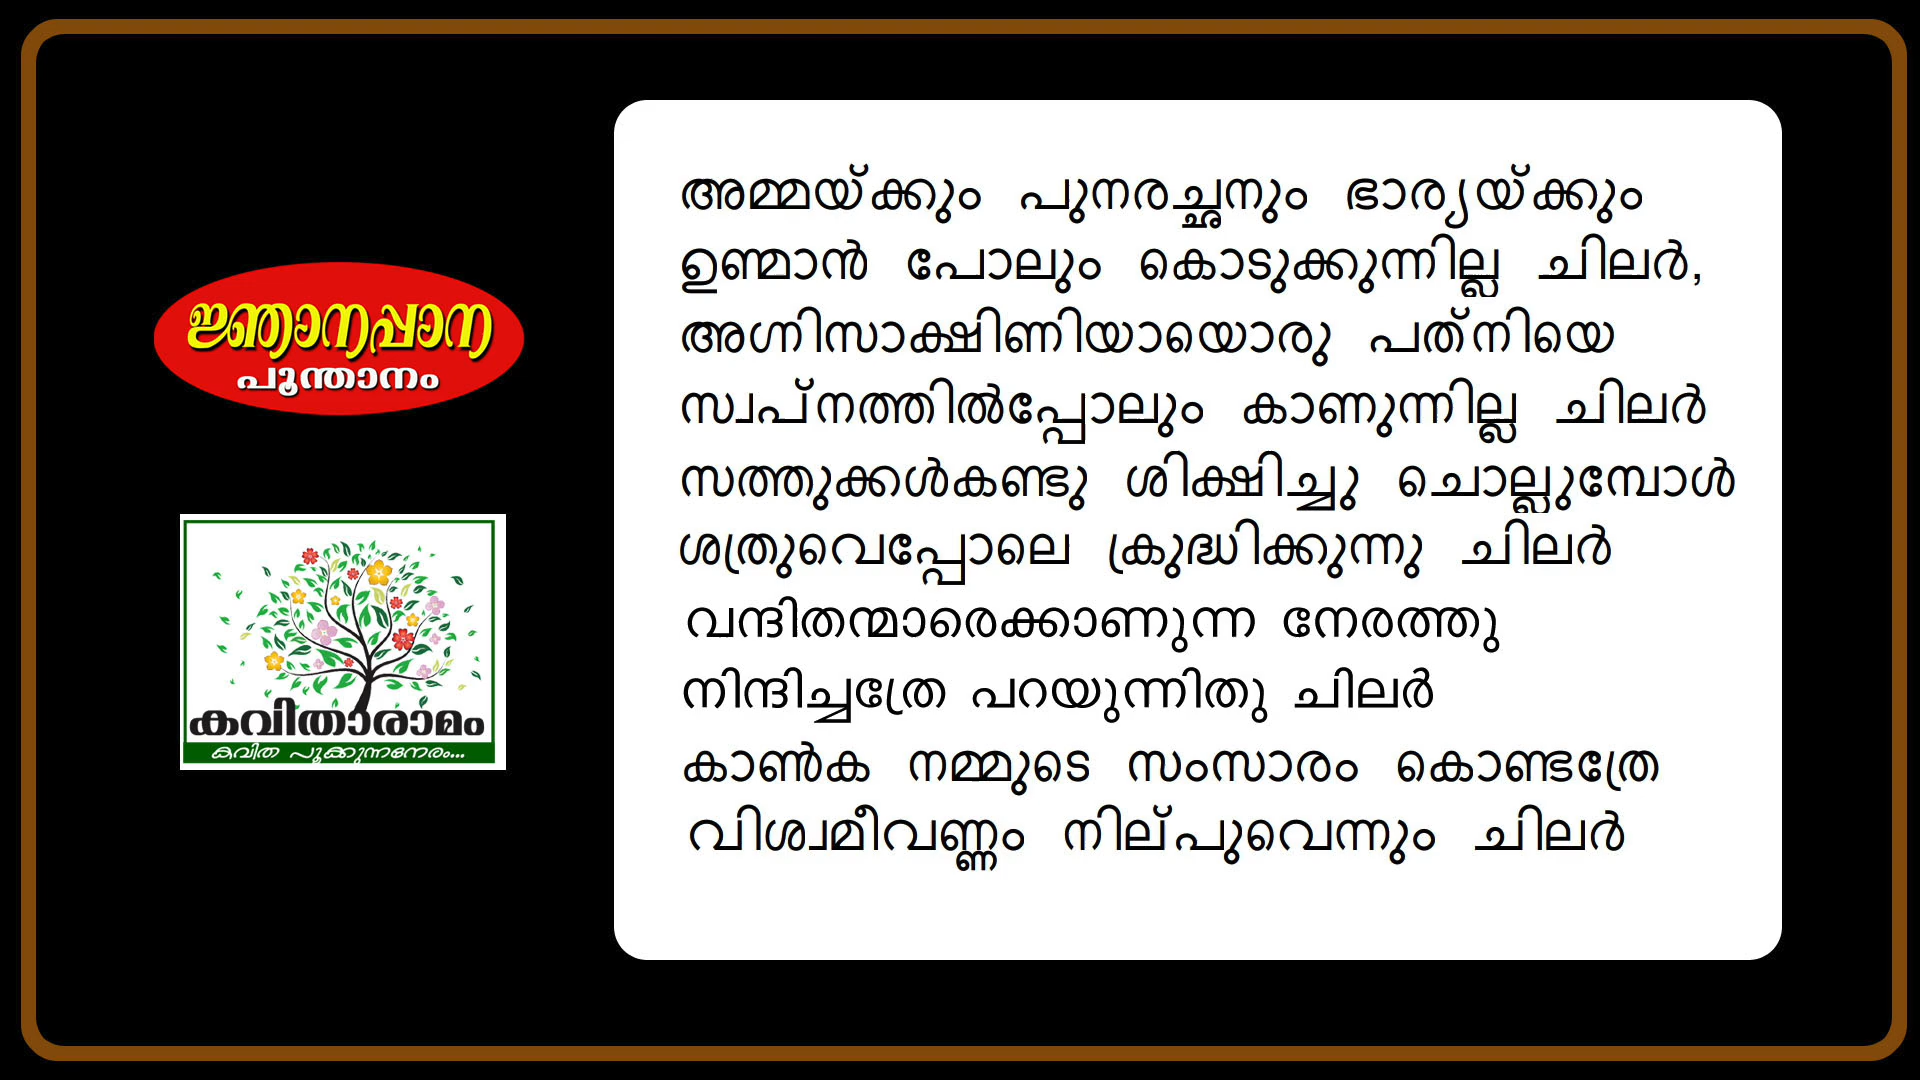 ജ്ഞാനപ്പാന
പൂന്താനം
കവിതാരാമം
കവിത പൂക്കുന്നനേരം...
അമ്മയ്ക്കും പുനരച്ഛനും ഭാര്യയ്ക്കും
ഉണ്മാൻ പോലും കൊടുക്കുന്നില്ല ചിലർ,
അഗ്നിസാക്ഷിണിയായൊരു പത്‌നിയെ
സ്വപ്‌നത്തിൽപ്പോലും കാണുന്നില്ല ചിലർ
സത്തുക്കൾകണ്ടു ശിക്ഷിച്ചു ചൊല്ലുമ്പോൾ
ശത്രുവെപ്പോലെ ക്രുദ്ധിക്കുന്നു ചിലർ
വന്ദിതന്മാരെക്കാണുന്ന നേരത്തു
നിന്ദിച്ചത്രേ പറയുന്നിതു ചിലർ
കാൺക നമ്മുടെ സംസാരം കൊണ്ടത്രേ
വിശ്വമീവണ്ണം നില്പുവെന്നും ചിലർ